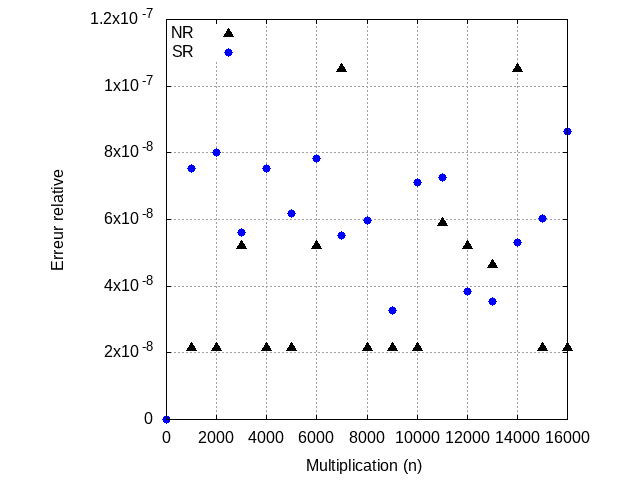 1.2x10⁻⁷
1x10⁻⁷
8x10⁻⁸
6x10⁻⁸
4x10⁻⁸
2x10⁻⁸
0
NR
SR
Erreur relative
0 2000 4000 6000 8000 10000 12000 14000 16000
Multiplication (n)